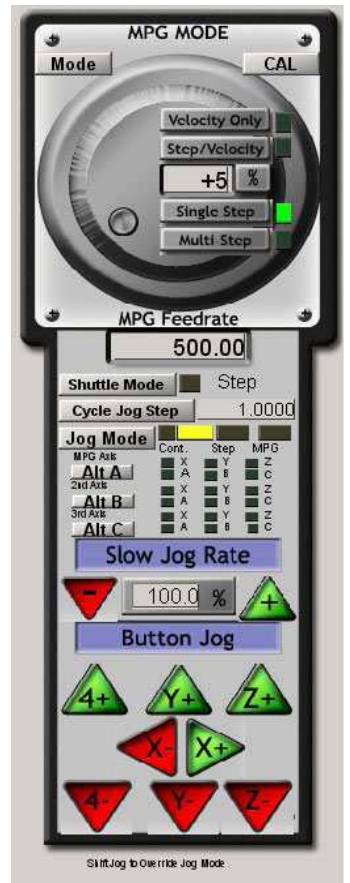 MPG MODE
Mode CAL
Velocity Only
Step/Velocity
+5 %
Single Step
Multi Step
MPG Feedrate
500.00
Shuttle Mode Step
Cycle Jog Step 1.0000
Jog Mode
Cont. Step MPG
MPG Axis
X Y Z
Alt A A B C
2nd Axis
X Y Z
Alt B A B C
3rd Axis
X Y Z
Alt C A B C
Slow Jog Rate
- 100.0 % +
Button Jog
4+ Y+ Z+
X- X+
4- Y- Z-
Shift Jog to Override Jog Mode